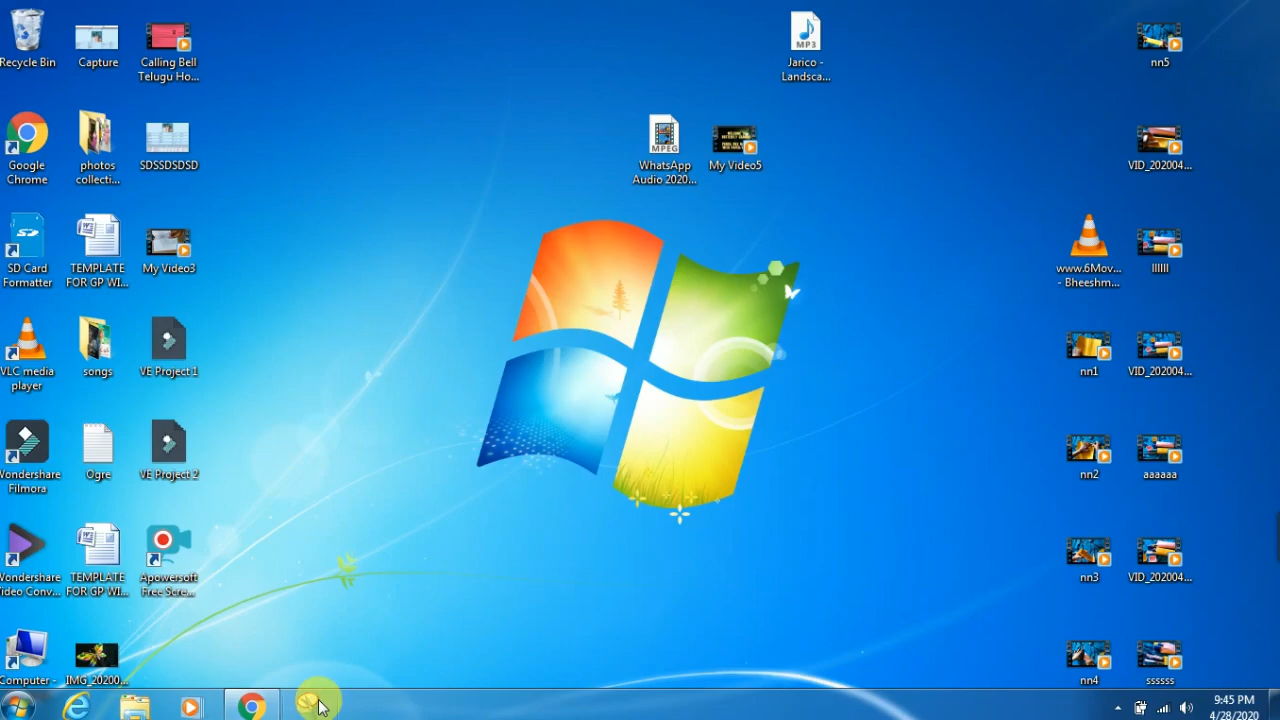 Recycle Bin
Capture
Calling Bell
Telugu Ho...
MP3
Jarico -
Landsca...
nn5
Google
Chrome
photos
collecti...
SDSSDSDSD
MPEG
WhatsApp
Audio 2020...
My Video5
VID_202004...
SD Card
Formatter
TEMPLATE
FOR GP WI...
My Video3
www.6Mov...
- Bheeshm...
llllll
VLC media
player
songs
VE Project 1
nn1
VID_202004...
Wondershare
Filmora
Ogre
VE Project 2
nn2
aaaaaa
Wondershare
Video Conv...
TEMPLATE
FOR GP WI...
Apowersoft
Free Scre...
nn3
VID_202004...
Computer -
IMG_20200...
nn4
ssssss
9:45 PM
4/28/2020